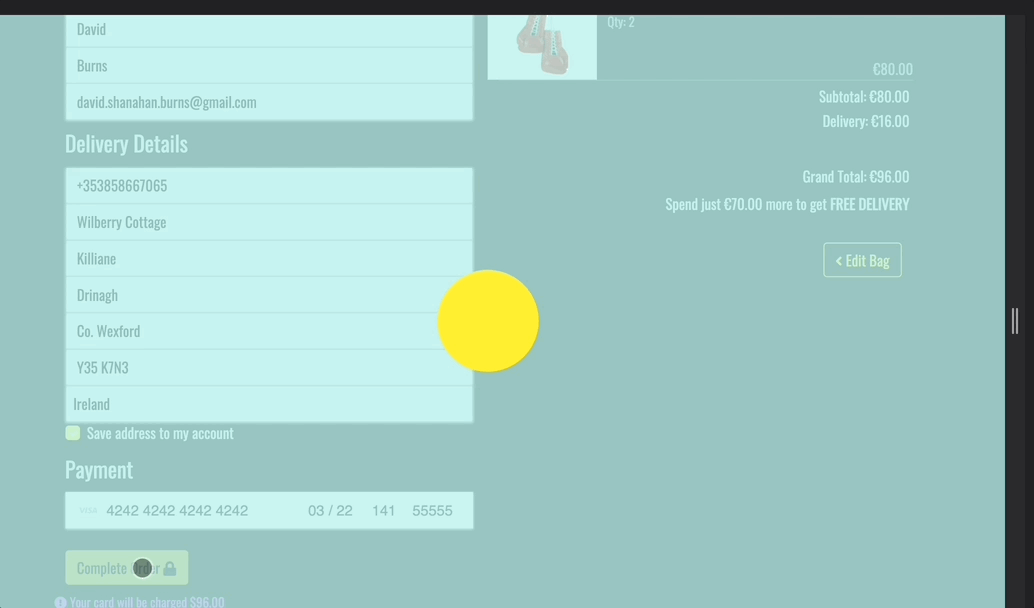 David
Burns
david.shanahan.burns@gmail.com
Delivery Details
+353858667065
Wilberry Cottage
Killiane
Drinagh
Co. Wexford
Y35 K7N3
Ireland
Save address to my account
Payment
VISA 4242 4242 4242 4242 03 / 22 141 55555
Complete Order
Your card will be charged $96.00
Qty: 2
€80.00
Subtotal: €80.00
Delivery: €16.00
Grand Total: €96.00
Spend just €70.00 more to get FREE DELIVERY
Edit Bag